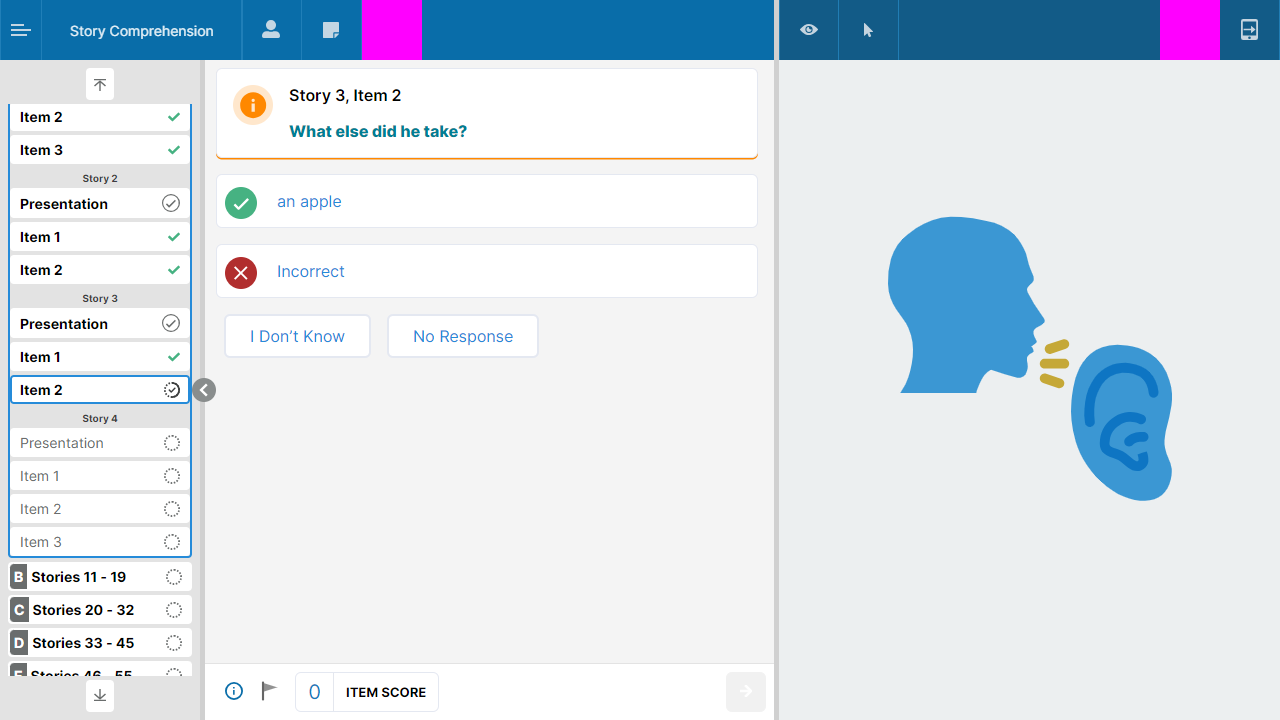 Story Comprehension
Item 2
Item 3
Story 2
Presentation
Item 1
Item 2
Story 3
Presentation
Item 1
Item 2
Story 4
Presentation
Item 1
Item 2
Item 3
B Stories 11 - 19
C Stories 20 - 32
D Stories 33 - 45
E Stories 46 - 55
Story 3, Item 2
What else did he take?
an apple
Incorrect
I Don’t Know
No Response
0 ITEM SCORE